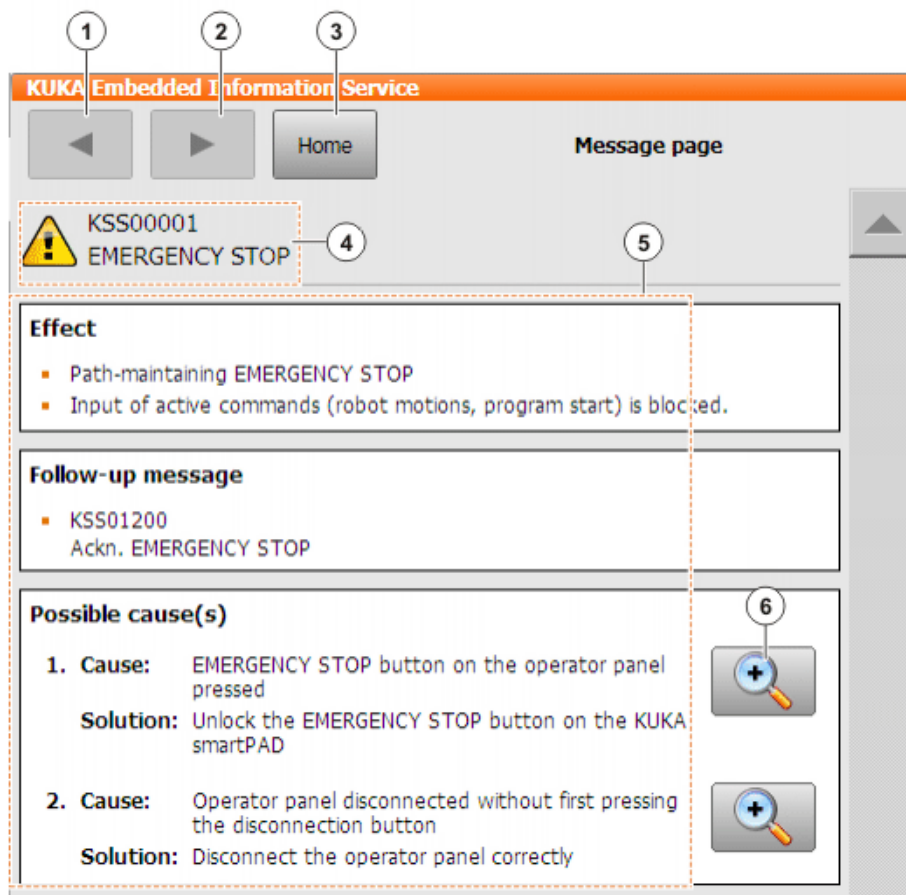 1 2 3
KUKA Embedded Information Service
Home Message page
KSS00001
EMERGENCY STOP
4
5
Effect
Path-maintaining EMERGENCY STOP
Input of active commands (robot motions, program start) is blocked.
Follow-up message
KSS01200
Ackn. EMERGENCY STOP
Possible cause(s)
6
1. Cause: EMERGENCY STOP button on the operator panel
pressed
Solution: Unlock the EMERGENCY STOP button on the KUKA
smartPAD
2. Cause: Operator panel disconnected without first pressing
the disconnection button
Solution: Disconnect the operator panel correctly